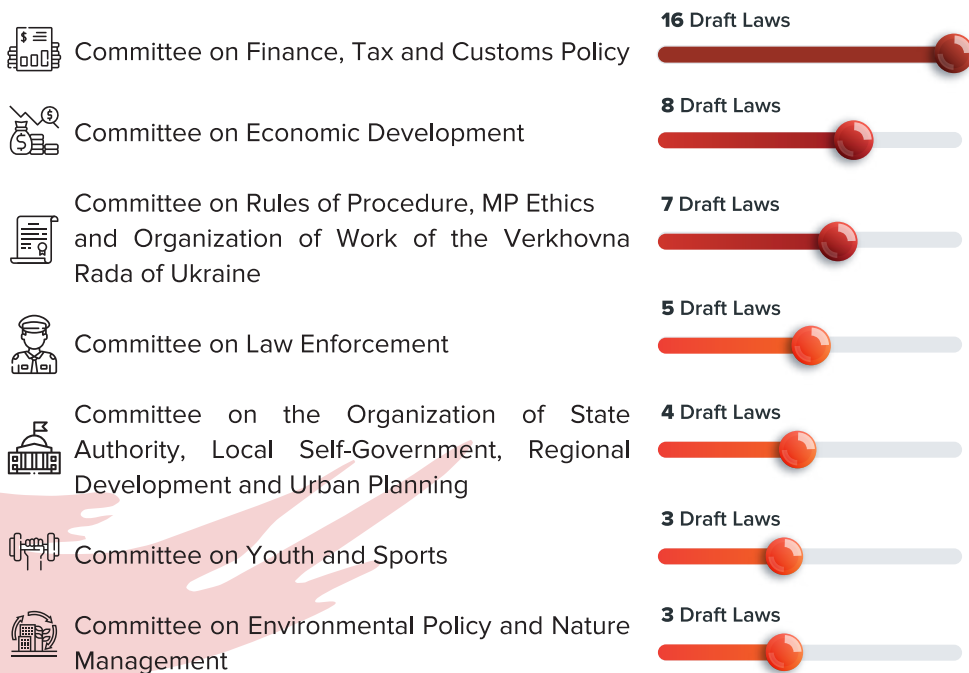 16 Draft Laws
Committee on Finance, Tax and Customs Policy
8 Draft Laws
Committee on Economic Development
7 Draft Laws
Committee on Rules of Procedure, MP Ethics
and Organization of Work of the Verkhovna
Rada of Ukraine
5 Draft Laws
Committee on Law Enforcement
4 Draft Laws
Committee on the Organization of State
Authority, Local Self-Government, Regional
Development and Urban Planning
3 Draft Laws
Committee on Youth and Sports
3 Draft Laws
Committee on Environmental Policy and Nature
Management